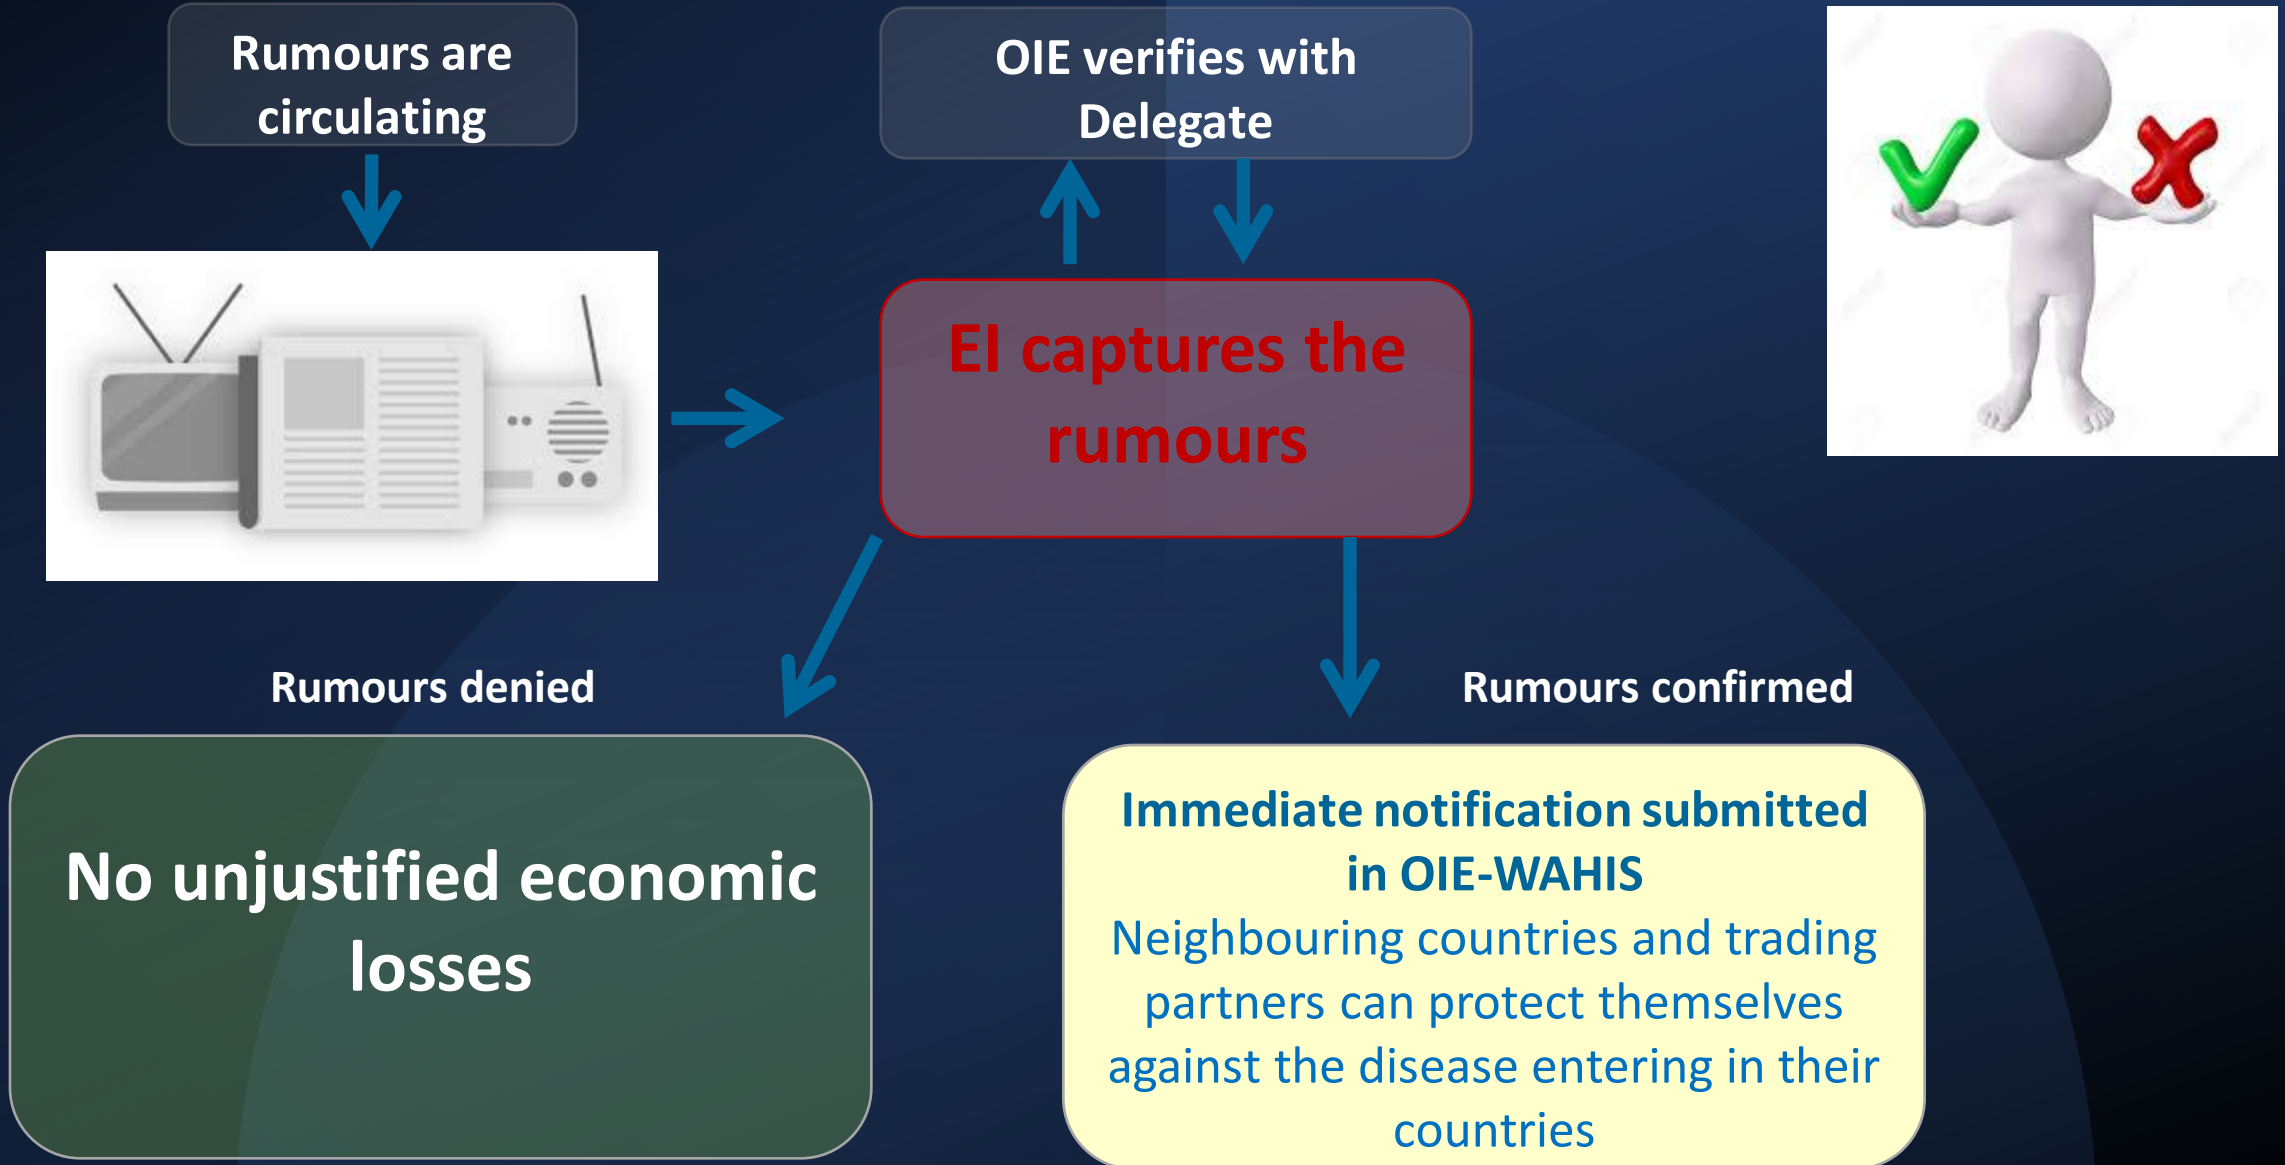 Rumours are
circulating
OIE verifies with
Delegate
EI captures the
rumours
Rumours denied
Rumours confirmed
No unjustified economic
losses
Immediate notification submitted
in OIE-WAHIS
Neighbouring countries and trading
partners can protect themselves
against the disease entering in their
countries